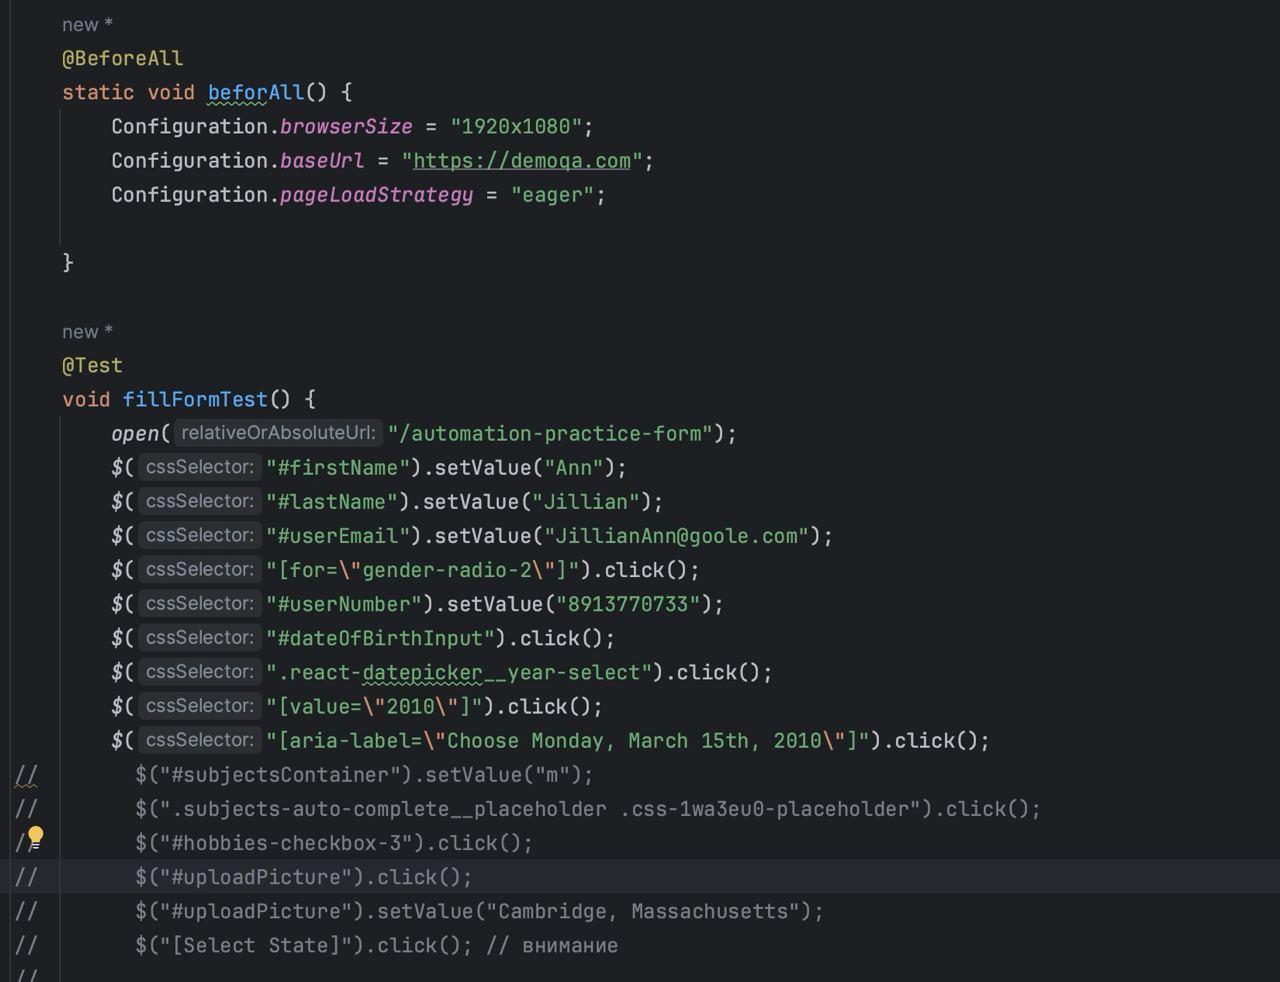 new *
@BeforeAll
static void beforAll() {
Configuration.browserSize = "1920x1080";
Configuration.baseUrl = "https://demoqa.com";
Configuration.pageLoadStrategy = "eager";
}
new *
@Test
void fillFormTest() {
open( relativeOrAbsoluteUrl: "/automation-practice-form");
$( cssSelector: "#firstName").setValue("Ann");
$( cssSelector: "#lastName").setValue("Jillian");
$( cssSelector: "#userEmail").setValue("JillianAnn@goole.com");
$( cssSelector: "[for=\"gender-radio-2\"]").click();
$( cssSelector: "#userNumber").setValue("8913770733");
$( cssSelector: "#dateOfBirthInput").click();
$( cssSelector: ".react-datepicker__year-select").click();
$( cssSelector: "[value=\"2010\"]").click();
$( cssSelector: "[aria-label=\"Choose Monday, March 15th, 2010\"]").click();
// $("#subjectsContainer").setValue("m");
// $(".subjects-auto-complete__placeholder .css-1wa3eu0-placeholder").click();
// $("#hobbies-checkbox-3").click();
// $("#uploadPicture").click();
// $("#uploadPicture").setValue("Cambridge, Massachusetts");
// $("[Select State]").click(); // внимание
//